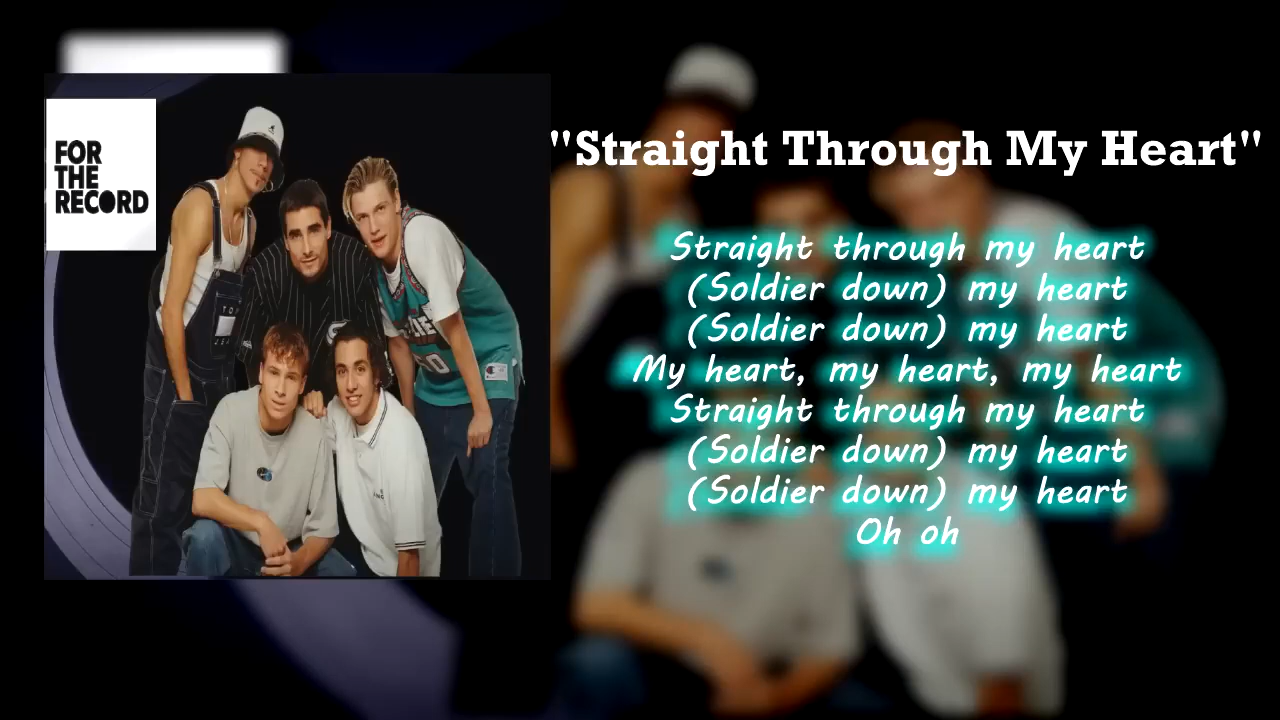 FOR
THE
RECORD
"Straight Through My Heart"
Straight through my heart
(Soldier down) my heart
(Soldier down) my heart
My heart, my heart, my heart
Straight through my heart
(Soldier down) my heart
(Soldier down) my heart
Oh oh